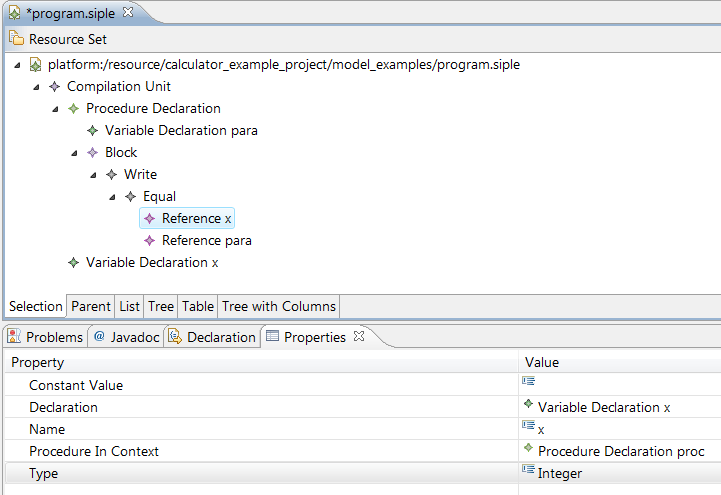 *program.siple
Resource Set
platform:/resource/calculator_example_project/model_examples/program.siple
Compilation Unit
Procedure Declaration
Variable Declaration para
Block
Write
Equal
Reference x
Reference para
Variable Declaration x
Selection Parent List Tree Table Tree with Columns
Problems @ Javadoc Declaration Properties
Property Value
Constant Value
Declaration Variable Declaration x
Name x
Procedure In Context Procedure Declaration proc
Type Integer